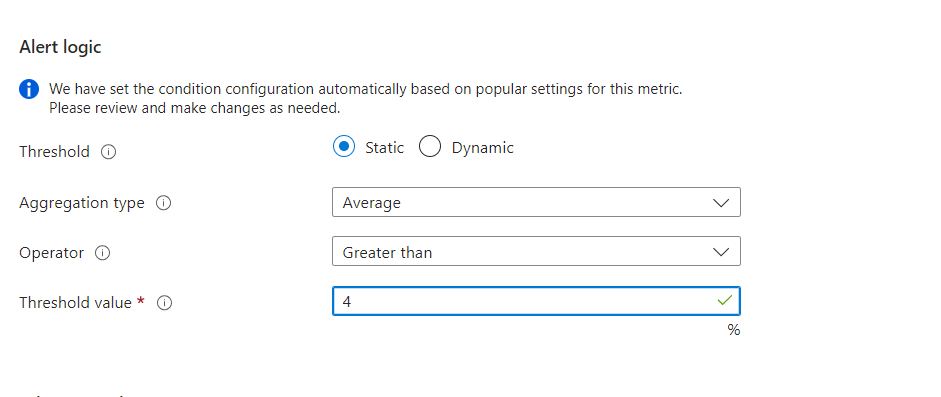 Alert logic
We have set the condition configuration automatically based on popular settings for this metric.
Please review and make changes as needed.
Threshold
Static
Dynamic
Aggregation type
Average
Operator
Greater than
Threshold value *
4
%